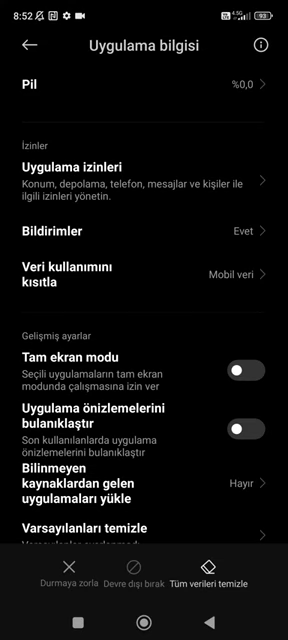 8:52
4.5G
93
Uygulama bilgisi
Pil
%0,0
İzinler
Uygulama izinleri
Konum, depolama, telefon, mesajlar ve kişiler ile
ilgili izinleri yönetin.
Bildirimler
Evet
Veri kullanımını
kısıtla
Mobil veri
Gelişmiş ayarlar
Tam ekran modu
Seçili uygulamaların tam ekran
modunda çalışmasına izin ver
Uygulama önizlemelerini
bulanıklaştır
Son kullanılanlarda uygulama
önizlemelerini bulanıklaştır
Bilinmeyen
kaynaklardan gelen
uygulamaları yükle
Hayır
Varsayılanları temizle
Durmaya zorla
Devre dışı bırak
Tüm verileri temizle